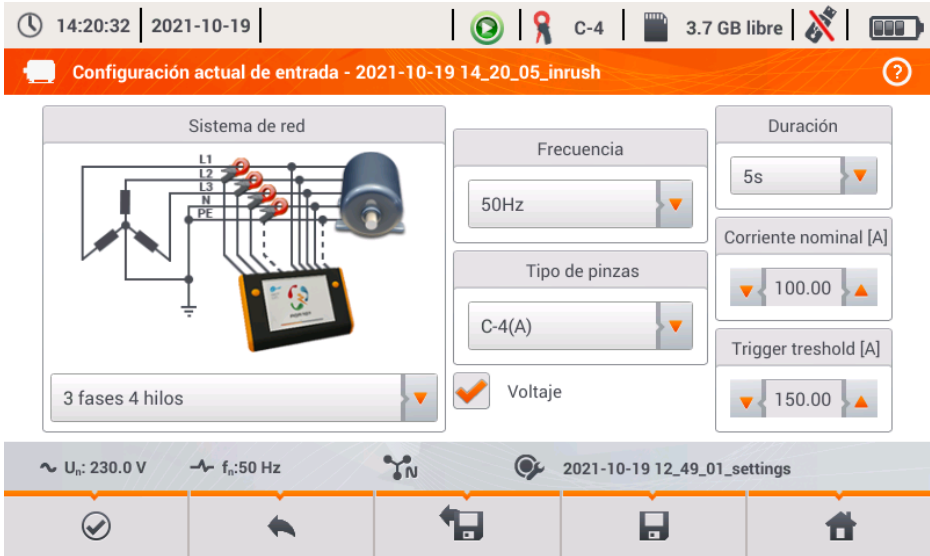 14:20:32 2021-10-19 C-4 3.7 GB libre
Configuración actual de entrada - 2021-10-19 14_20_05_inrush ?
Sistema de red
L1
L2
L3
N
PE
3 fases 4 hilos
Frecuencia
50Hz
Tipo de pinzas
C-4(A)
Voltaje
Duración
5s
Corriente nominal [A]
100.00
Trigger treshold [A]
150.00
Un: 230.0 V fn:50 Hz N 2021-10-19 12_49_01_settings